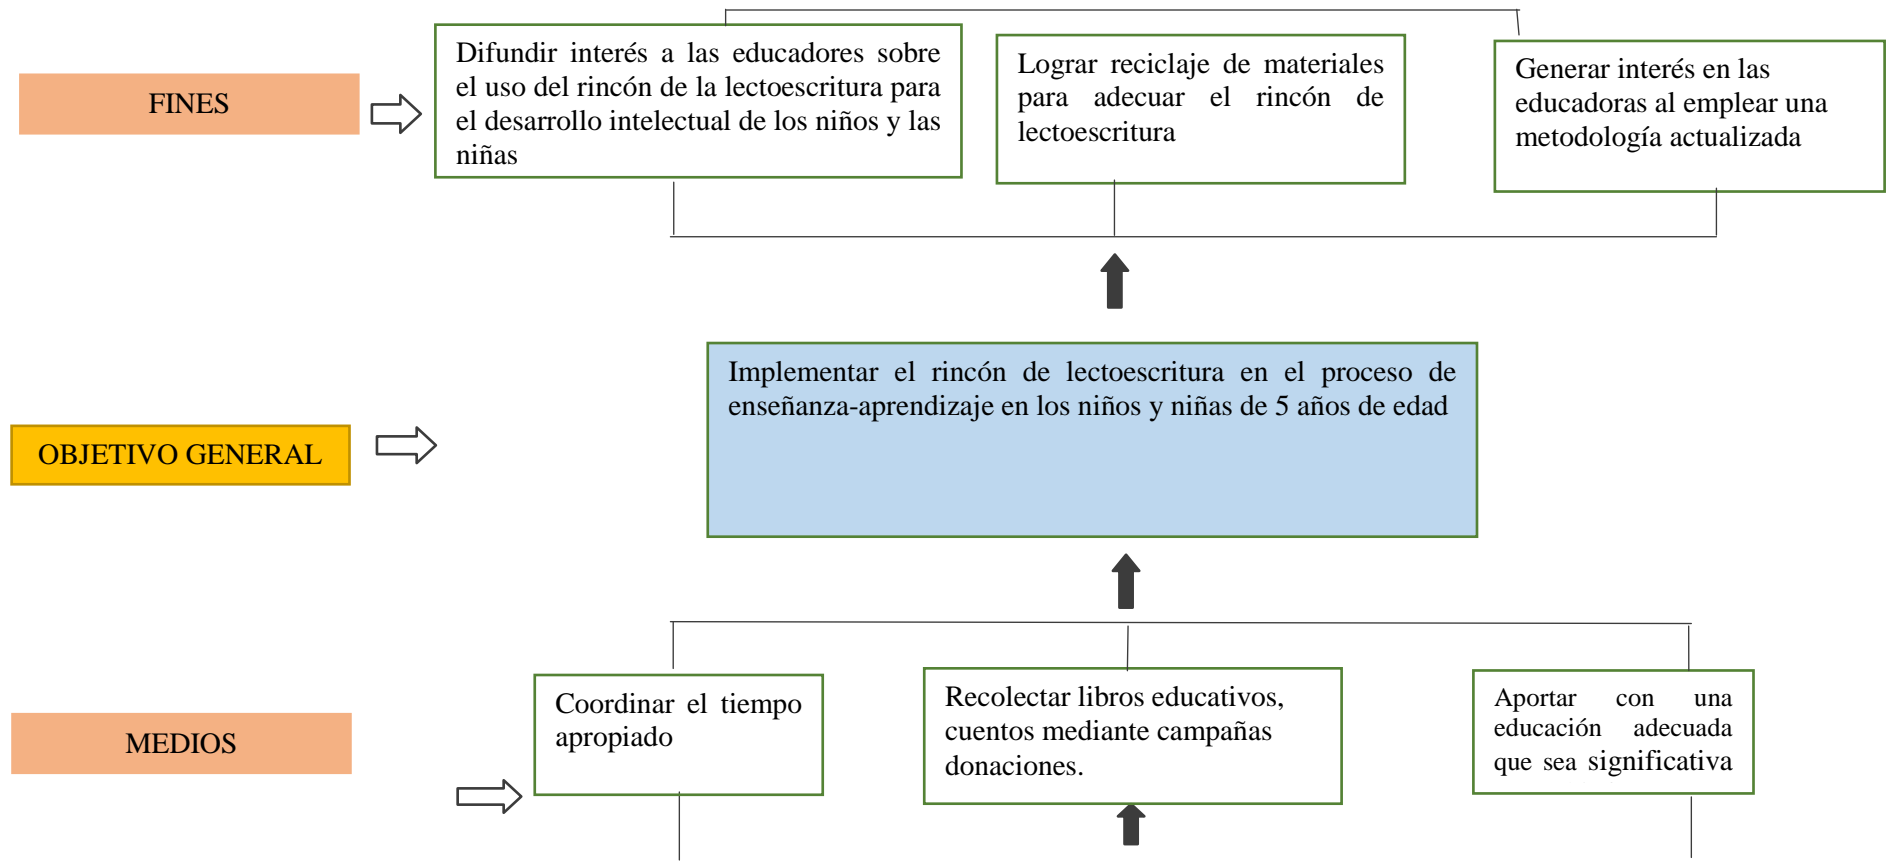 FINES
Difundir interés a las educadores sobre
el uso del rincón de la lectoescritura para
el desarrollo intelectual de los niños y las
niñas
Lograr reciclaje de materiales
para adecuar el rincón de
lectoescritura
Generar interés en las
educadoras al emplear una
metodología actualizada
OBJETIVO GENERAL
Implementar el rincón de lectoescritura en el proceso de
enseñanza-aprendizaje en los niños y niñas de 5 años de edad
MEDIOS
Coordinar el tiempo
apropiado
Recolectar libros educativos,
cuentos mediante campañas
donaciones.
Aportar con una
educación adecuada
que sea significativa